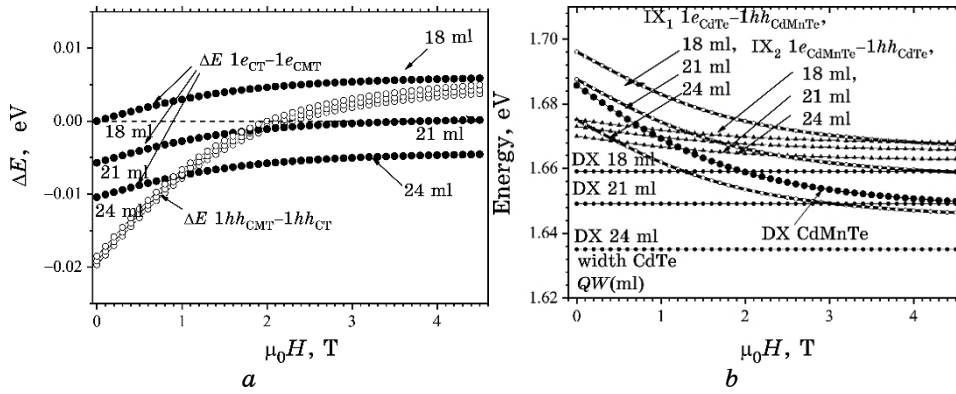 0.01
0.00
−0.01
−0.02
ΔE, eV
ΔE 1e_CT–1e_CMT
18 ml
18 ml
21 ml
21 ml
24 ml
24 ml
ΔE 1hh_CMT–1hh_CT
0 1 2 3 4
μ₀H, T
a
1.70
1.68
1.66
1.64
1.62
Energy, eV
IX₁ 1e_CdTe–1hh_CdMnTe,
18 ml,
21 ml
24 ml
IX₂ 1e_CdMnTe–1hh_CdTe,
18 ml,
21 ml
24 ml
DX 18 ml
DX 21 ml
DX CdMnTe
DX 24 ml
width CdTe
QW(ml)
0 1 2 3 4
μ₀H, T
b